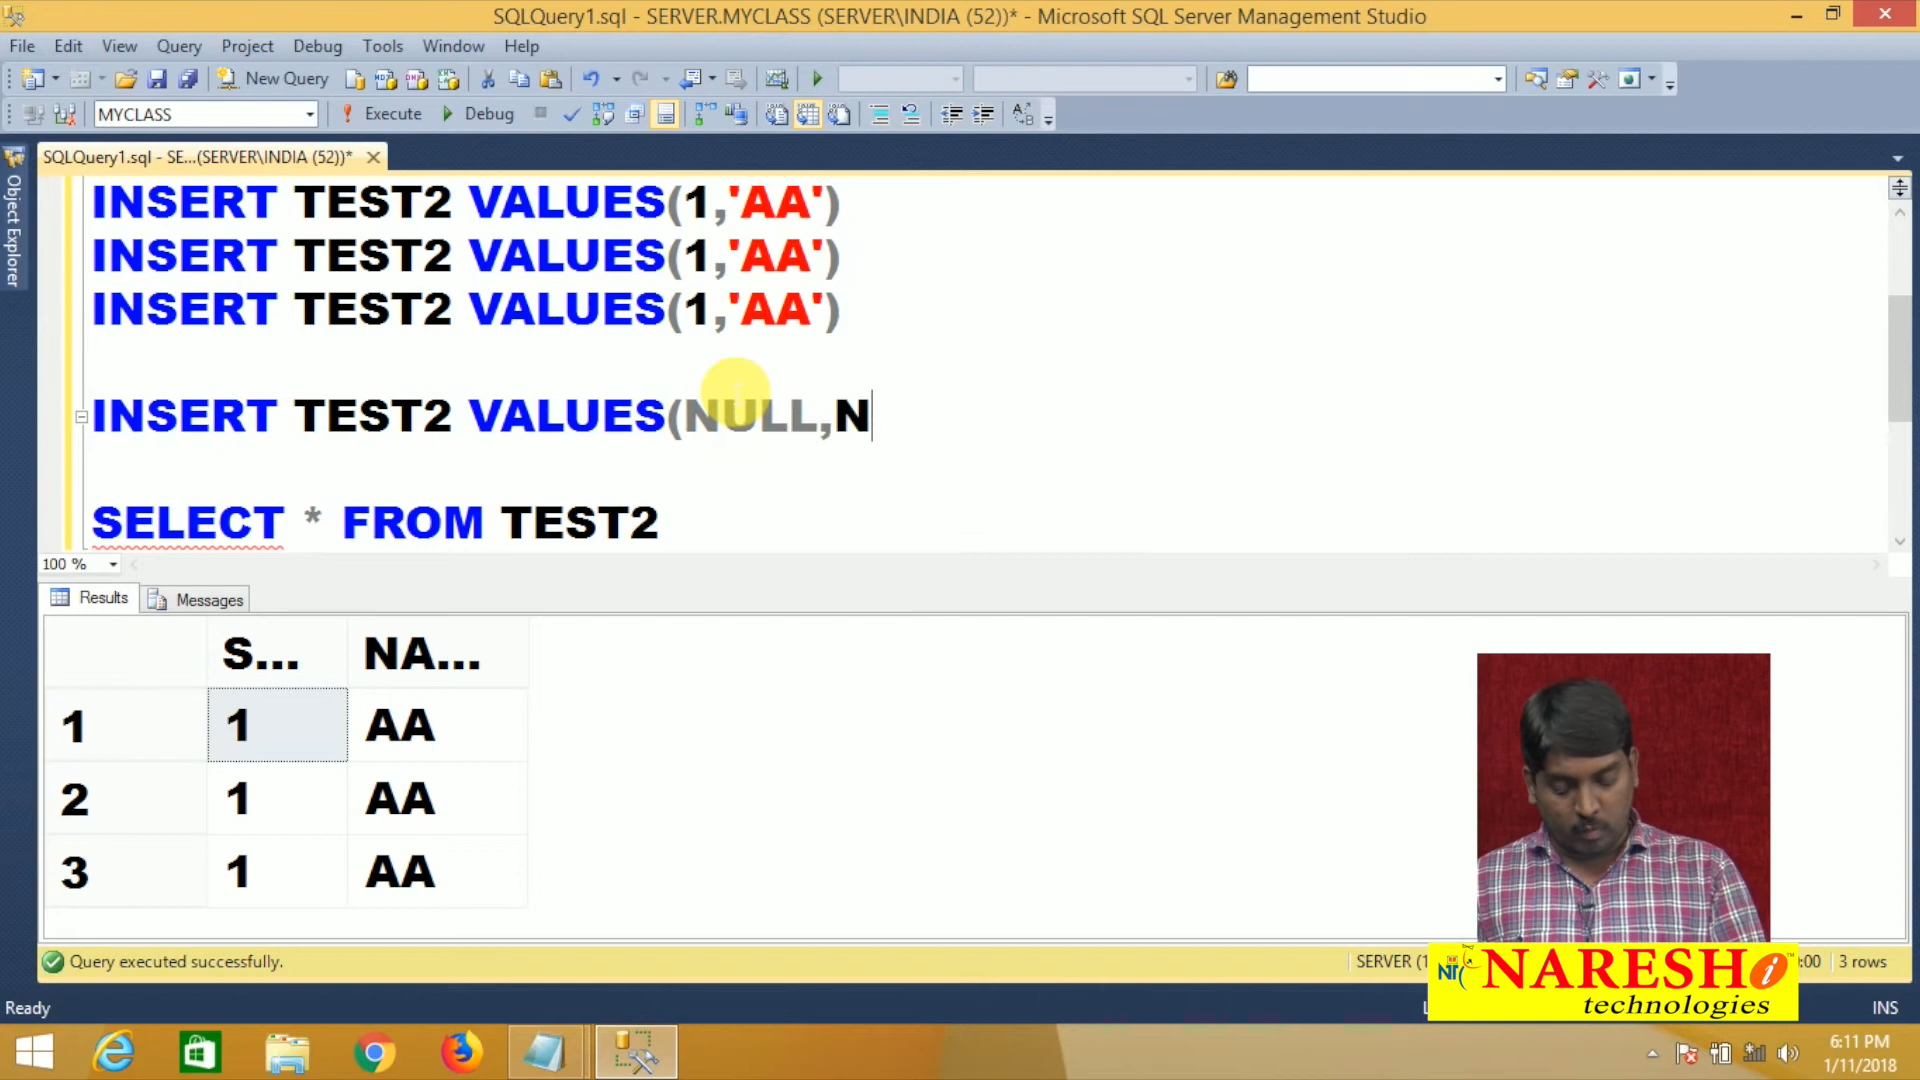 SQLQuery1.sql - SERVER.MYCLASS (SERVER\INDIA (52))* - Microsoft SQL Server Management Studio
File Edit View Query Project Debug Tools Window Help
New Query
MYCLASS Execute Debug
SQLQuery1.sql - SE...(SERVER\INDIA (52))*
Object Explorer
INSERT TEST2 VALUES(1,'AA')
INSERT TEST2 VALUES(1,'AA')
INSERT TEST2 VALUES(1,'AA')
INSERT TEST2 VALUES(NULL,N
SELECT * FROM TEST2
100 %
Results Messages
S... NA...
1 1 AA
2 1 AA
3 1 AA
Query executed successfully.
SERVER (1
:00 3 rows
NARESH i
technologies
Ready
INS
6:11 PM
1/11/2018